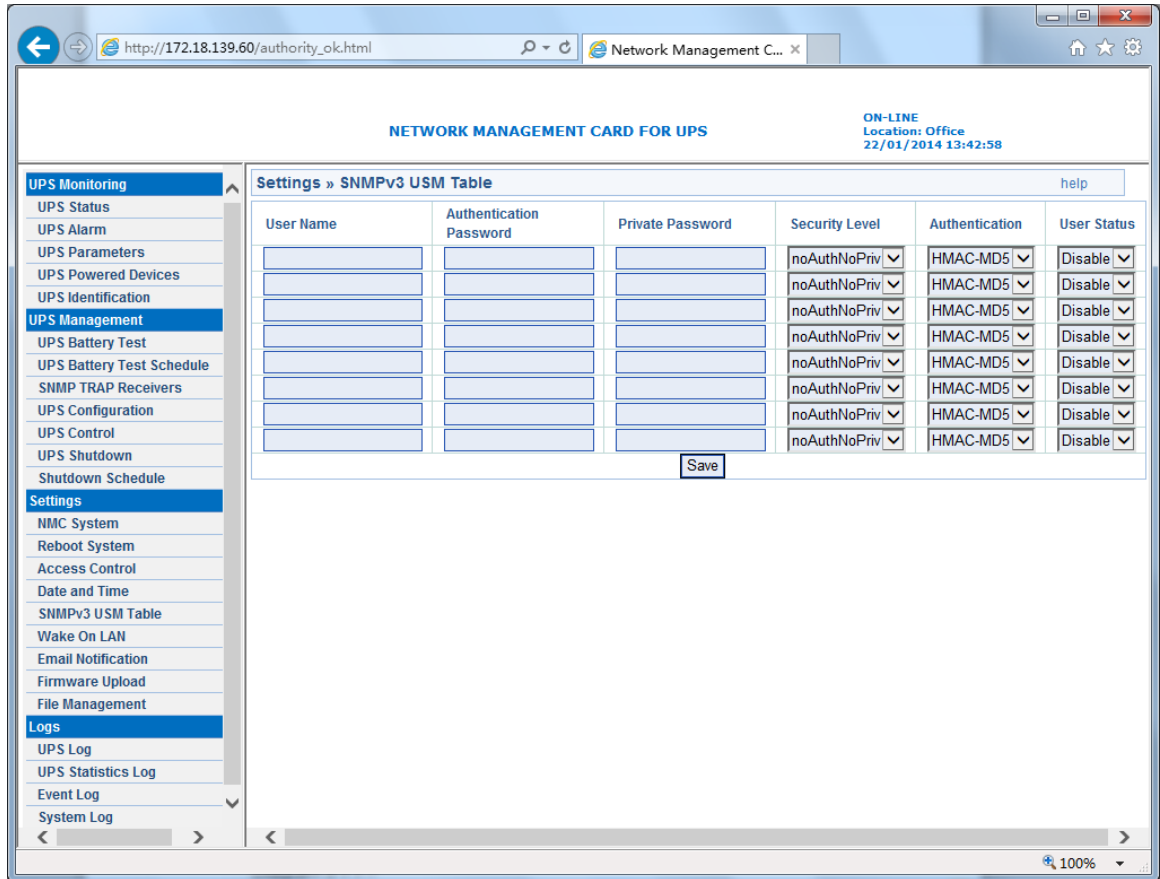 http://172.18.139.60/authority_ok.html
Network Management C...
NETWORK MANAGEMENT CARD FOR UPS
ON-LINE
Location: Office
22/01/2014 13:42:58
UPS Monitoring
UPS Status
UPS Alarm
UPS Parameters
UPS Powered Devices
UPS Identification
UPS Management
UPS Battery Test
UPS Battery Test Schedule
SNMP TRAP Receivers
UPS Configuration
UPS Control
UPS Shutdown
Shutdown Schedule
Settings
NMC System
Reboot System
Access Control
Date and Time
SNMPv3 USM Table
Wake On LAN
Email Notification
Firmware Upload
File Management
Logs
UPS Log
UPS Statistics Log
Event Log
System Log
Settings » SNMPv3 USM Table help
User Name Authentication Password Private Password Security Level Authentication User Status
noAuthNoPriv HMAC-MD5 Disable
noAuthNoPriv HMAC-MD5 Disable
noAuthNoPriv HMAC-MD5 Disable
noAuthNoPriv HMAC-MD5 Disable
noAuthNoPriv HMAC-MD5 Disable
noAuthNoPriv HMAC-MD5 Disable
noAuthNoPriv HMAC-MD5 Disable
noAuthNoPriv HMAC-MD5 Disable
Save
100%